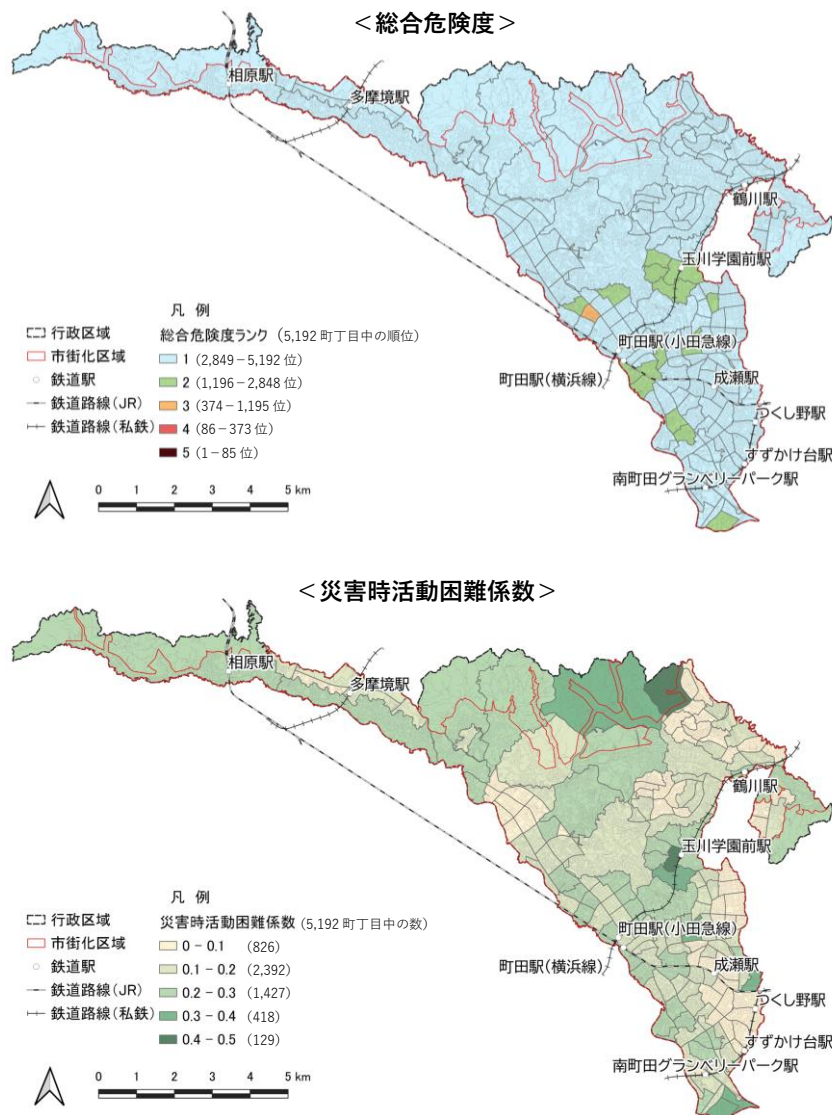 ＜総合危険度＞
相原駅
多摩境駅
鶴川駅
玉川学園前駅
町田駅(小田急線)
町田駅(横浜線)
成瀬駅
つくし野駅
すずかけ台駅
南町田グランベリーパーク駅
凡 例
行政区域
市街化区域
鉄道駅
鉄道路線(JR)
鉄道路線(私鉄)
総合危険度ランク (5,192 町丁目中の順位)
1 (2,849－5,192 位)
2 (1,196－2,848 位)
3 (374－1,195 位)
4 (86－373 位)
5 (1－85 位)
0 1 2 3 4 5 km
＜災害時活動困難係数＞
相原駅
多摩境駅
鶴川駅
玉川学園前駅
町田駅(小田急線)
町田駅(横浜線)
成瀬駅
つくし野駅
すずかけ台駅
南町田グランベリーパーク駅
凡 例
行政区域
市街化区域
鉄道駅
鉄道路線(JR)
鉄道路線(私鉄)
災害時活動困難係数 (5,192 町丁目中の数)
0 － 0.1 (826)
0.1 － 0.2 (2,392)
0.2 － 0.3 (1,427)
0.3 － 0.4 (418)
0.4 － 0.5 (129)
0 1 2 3 4 5 km